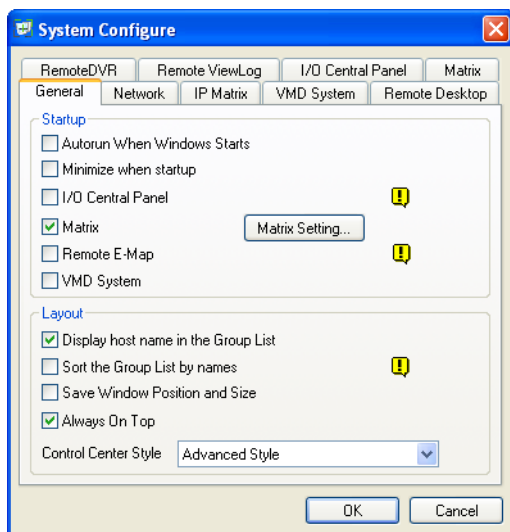 System Configure
RemoteDVR Remote ViewLog I/O Central Panel Matrix
General Network IP Matrix VMD System Remote Desktop
Startup
Autorun When Windows Starts
Minimize when startup
I/O Central Panel
Matrix Matrix Setting...
Remote E-Map
VMD System
Layout
Display host name in the Group List
Sort the Group List by names
Save Window Position and Size
Always On Top
Control Center Style Advanced Style
OK Cancel